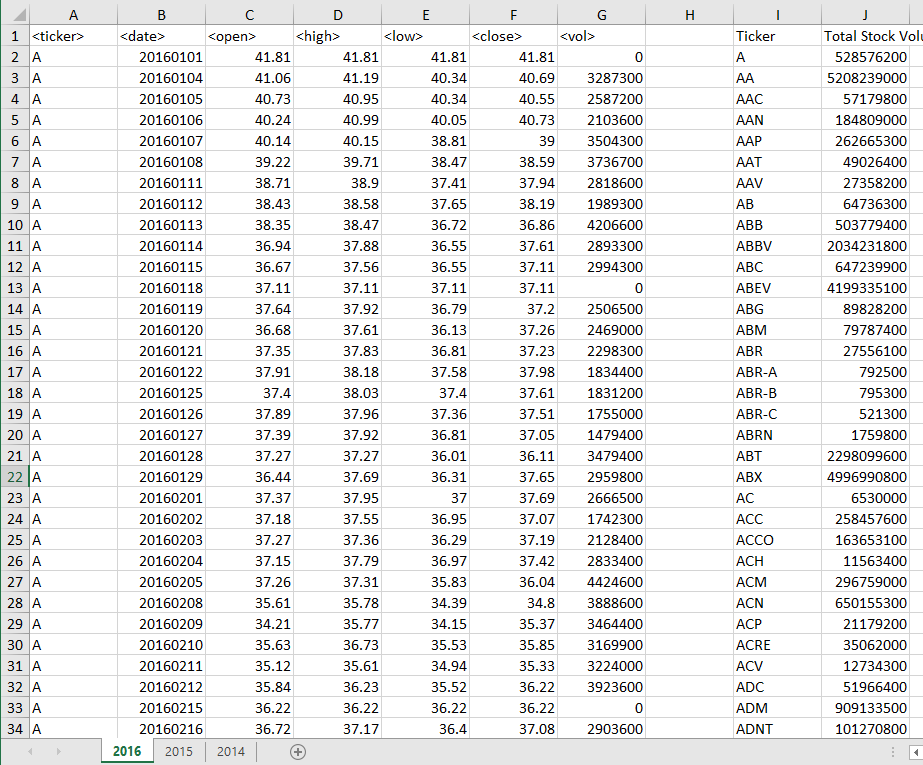 A B C D E F G H I J
1 <ticker> <date> <open> <high> <low> <close> <vol> Ticker Total Stock Volu
2 A 20160101 41.81 41.81 41.81 41.81 0 A 528576200
3 A 20160104 41.06 41.19 40.34 40.69 3287300 AA 5208239000
4 A 20160105 40.73 40.95 40.34 40.55 2587200 AAC 57179800
5 A 20160106 40.24 40.99 40.05 40.73 2103600 AAN 184809000
6 A 20160107 40.14 40.15 38.81 39 3504300 AAP 262665300
7 A 20160108 39.22 39.71 38.47 38.59 3736700 AAT 49026400
8 A 20160111 38.71 38.9 37.41 37.94 2818600 AAV 27358200
9 A 20160112 38.43 38.58 37.65 38.19 1989300 AB 64736300
10 A 20160113 38.35 38.47 36.72 36.86 4206600 ABB 503779400
11 A 20160114 36.94 37.88 36.55 37.61 2893300 ABBV 2034231800
12 A 20160115 36.67 37.56 36.55 37.11 2994300 ABC 647239900
13 A 20160118 37.11 37.11 37.11 37.11 0 ABEV 4199335100
14 A 20160119 37.64 37.92 36.79 37.2 2506500 ABG 89828200
15 A 20160120 36.68 37.61 36.13 37.26 2469000 ABM 79787400
16 A 20160121 37.35 37.83 36.81 37.23 2298300 ABR 27556100
17 A 20160122 37.91 38.18 37.58 37.98 1834400 ABR-A 792500
18 A 20160125 37.4 38.03 37.4 37.61 1831200 ABR-B 795300
19 A 20160126 37.89 37.96 37.36 37.51 1755000 ABR-C 521300
20 A 20160127 37.39 37.92 36.81 37.05 1479400 ABRN 1759800
21 A 20160128 37.27 37.27 36.01 36.11 3479400 ABT 2298099600
22 A 20160129 36.44 37.69 36.31 37.65 2959800 ABX 4996990800
23 A 20160201 37.37 37.95 37 37.69 2666500 AC 6530000
24 A 20160202 37.18 37.55 36.95 37.07 1742300 ACC 258457600
25 A 20160203 37.27 37.36 36.29 37.19 2128400 ACCO 163653100
26 A 20160204 37.15 37.79 36.97 37.42 2833400 ACH 11563400
27 A 20160205 37.26 37.31 35.83 36.04 4424600 ACM 296759000
28 A 20160208 35.61 35.78 34.39 34.8 3888600 ACN 650155300
29 A 20160209 34.21 35.77 34.15 35.37 3464400 ACP 21179200
30 A 20160210 35.63 36.73 35.53 35.85 3169900 ACRE 35062000
31 A 20160211 35.12 35.61 34.94 35.33 3224000 ACV 12734300
32 A 20160212 35.84 36.23 35.52 36.22 3923600 ADC 51966400
33 A 20160215 36.22 36.22 36.22 36.22 0 ADM 909133500
34 A 20160216 36.72 37.17 36.4 37.08 2903600 ADNT 101270800
2016 2015 2014